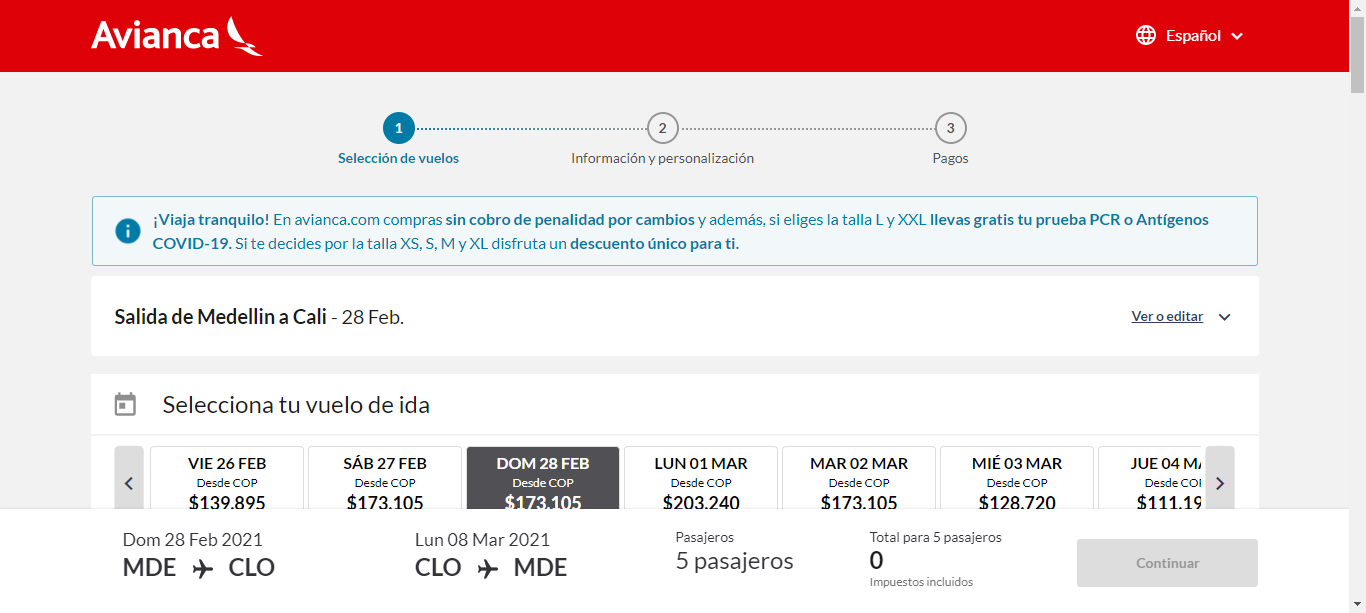 Avianca
Español
1
2
3
Selección de vuelos
Información y personalización
Pagos
¡Viaja tranquilo! En avianca.com compras sin cobro de penalidad por cambios y además, si eliges la talla L y XXL llevas gratis tu prueba PCR o Antígenos
COVID-19. Si te decides por la talla XS, S, M y XL disfruta un descuento único para ti.
Salida de Medellin a Cali - 28 Feb.
Ver o editar
Selecciona tu vuelo de ida
VIE 26 FEB
Desde COP
$139.895
SÁB 27 FEB
Desde COP
$173.105
DOM 28 FEB
Desde COP
$173.105
LUN 01 MAR
Desde COP
$203.240
MAR 02 MAR
Desde COP
$173.105
MIÉ 03 MAR
Desde COP
$128.720
JUE 04
Desde
Dom 28 Feb 2021
MDE CLO
Lun 08 Mar 2021
CLO MDE
Pasajeros
5 pasajeros
Total para 5 pasajeros
0
Impuestos incluidos
Continuar